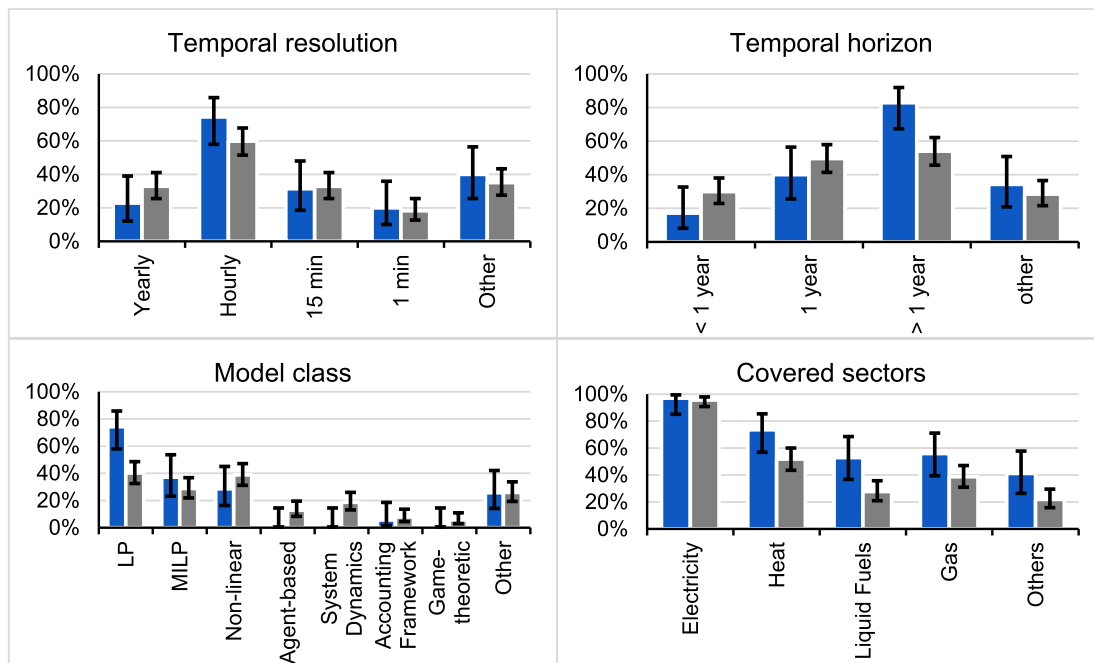 Temporal resolution
100%
80%
60%
40%
20%
0%
Yearly
Hourly
15 min
1 min
Other
Temporal horizon
100%
80%
60%
40%
20%
0%
< 1 year
1 year
> 1 year
other
Model class
100%
80%
60%
40%
20%
0%
LP
MILP
Non-linear
Agent-based
System
Dynamics
Accounting
Framework
Game-
theoretic
Other
Covered sectors
100%
80%
60%
40%
20%
0%
Electricity
Heat
Liquid Fuels
Gas
Others